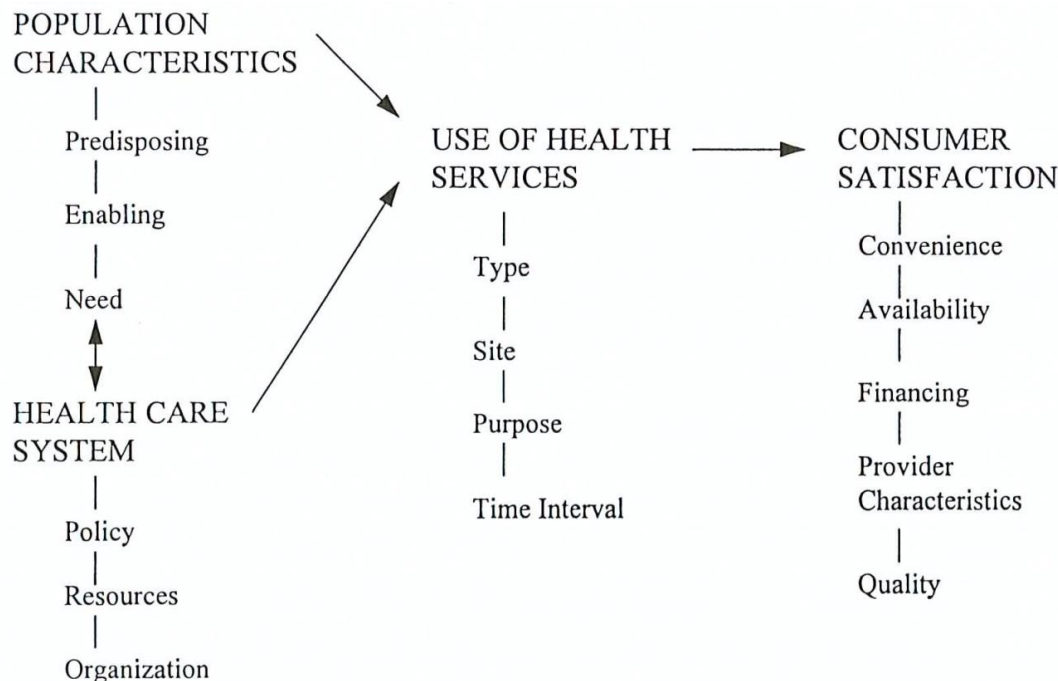 POPULATION
CHARACTERISTICS
Predisposing
Enabling
Need
HEALTH CARE
SYSTEM
Policy
Resources
Organization
USE OF HEALTH
SERVICES
Type
Site
Purpose
Time Interval
CONSUMER
SATISFACTION
Convenience
Availability
Financing
Provider
Characteristics
Quality